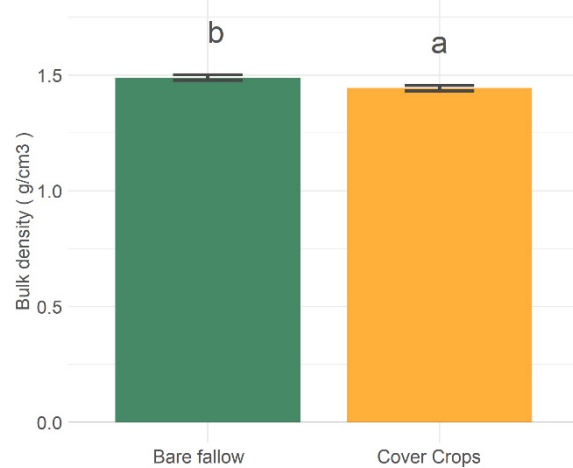 b
a
1.5
1.0
0.5
0.0
Bulk density ( g/cm3 )
Bare fallow
Cover Crops